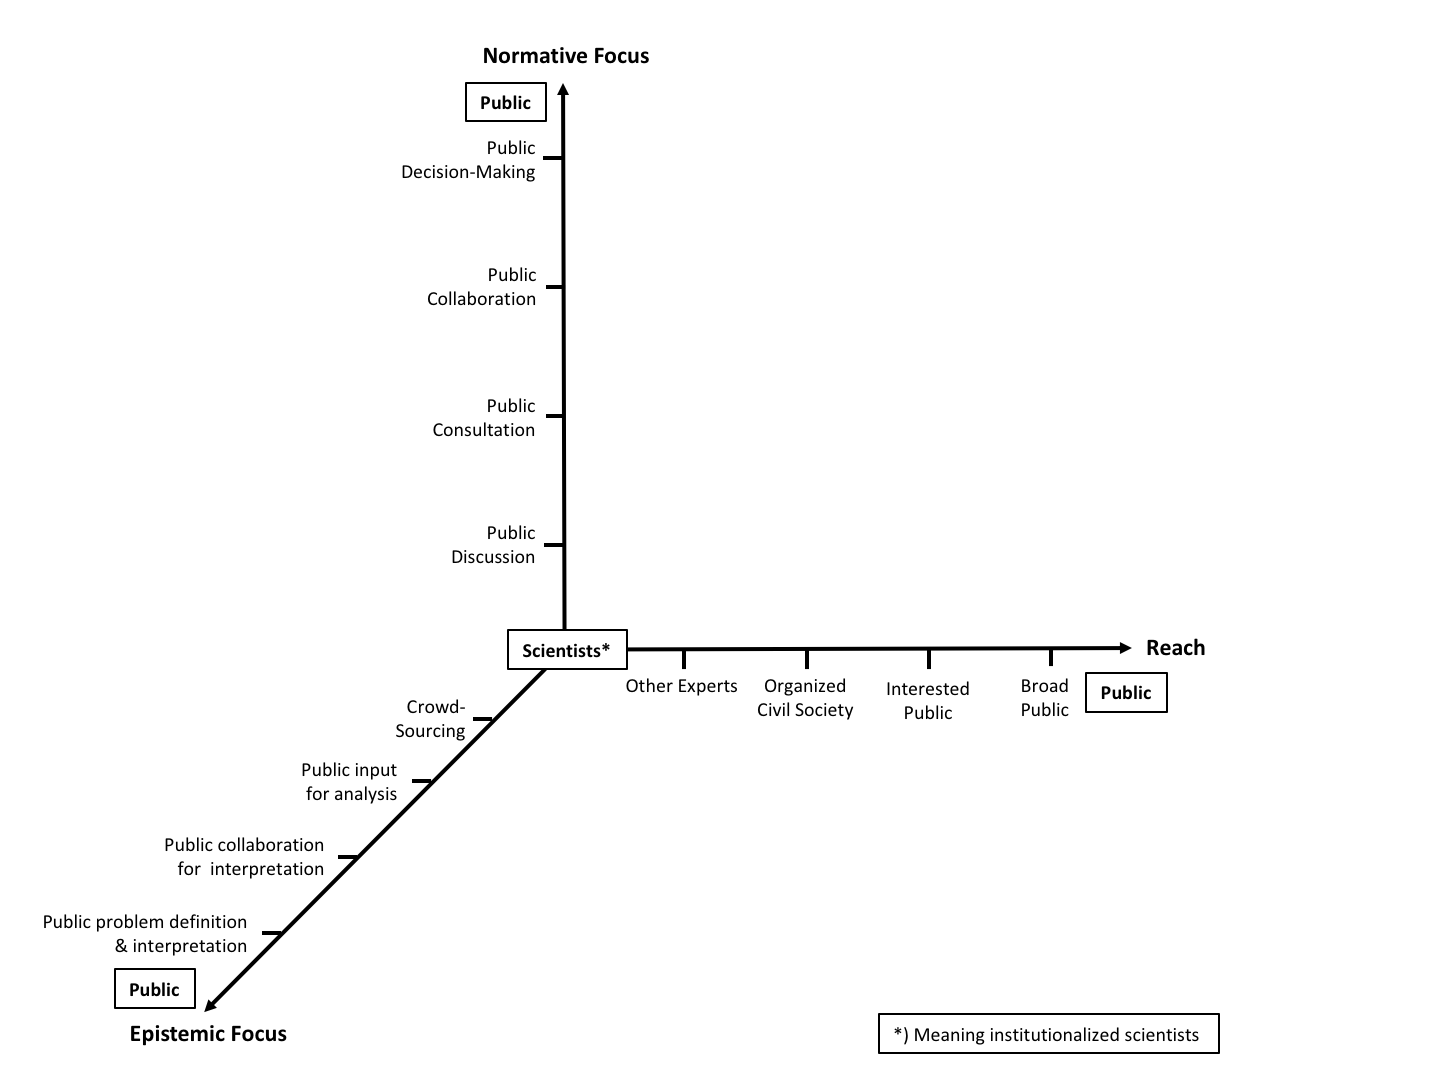 Normative Focus
Public
Public
Decision-Making
Public
Collaboration
Public
Consultation
Public
Discussion
Scientists*
Reach
Other Experts
Organized
Civil Society
Interested
Public
Broad
Public
Public
Crowd-
Sourcing
Public input
for analysis
Public collaboration
for  interpretation
Public problem definition
& interpretation
Public
Epistemic Focus
*) Meaning institutionalized scientists